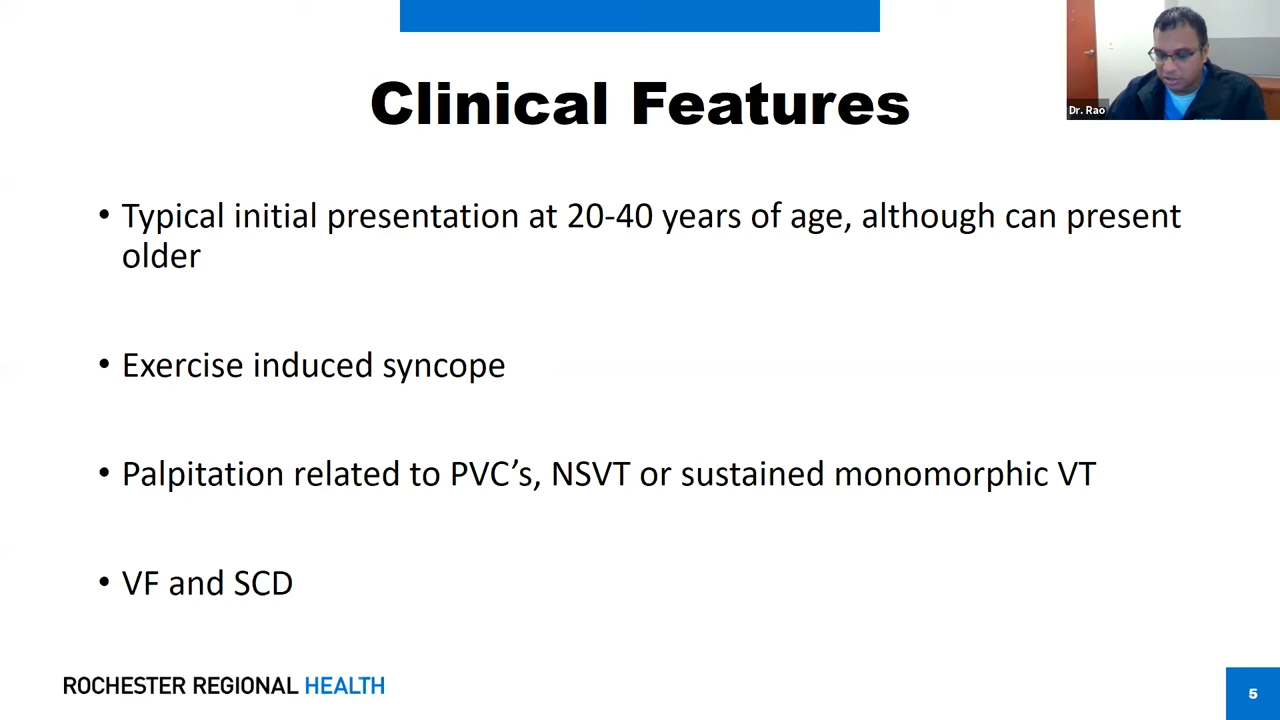 Dr. Rao
Clinical Features
• Typical initial presentation at 20-40 years of age, although can present
older
• Exercise induced syncope
• Palpitation related to PVC’s, NSVT or sustained monomorphic VT
• VF and SCD
ROCHESTER REGIONAL HEALTH
5